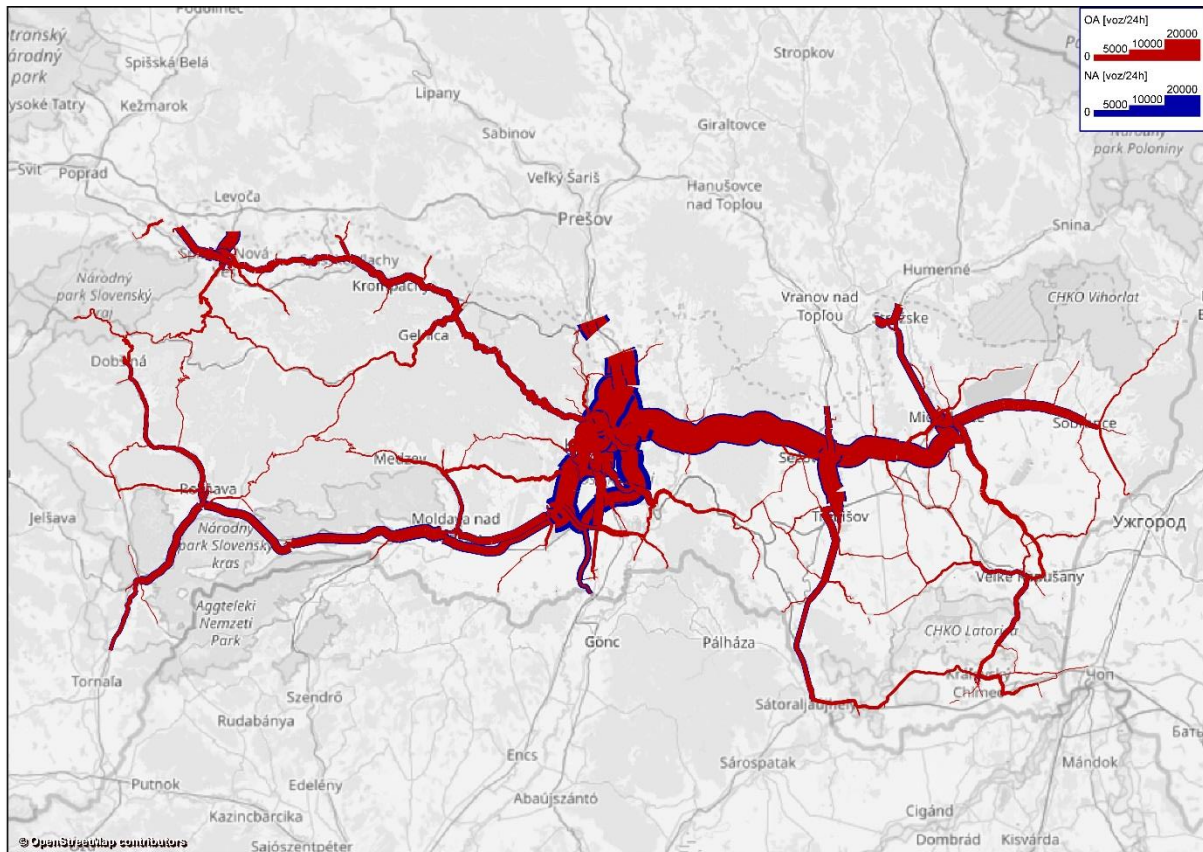 OA [voz/24h]
0 5000 10000 20000
NA [voz/24h]
0 5000 10000 20000
Národný
park Poloniny
Podolínec
Spišská Belá
Kežmarok
Svit
Poprad
Levoča
Lipany
Sabinov
Veľký Šariš
Prešov
Stropkov
Giraltovce
Hanušovce
nad Topľou
Snina
Humenné
Vranov nad
Topľou
CHKO Vihorlat
Národný
park Slovenský
raj
Krompachy
Gelnica
Dobšiná
Medzev
Rožňava
Moldava nad
Jelšava
Národný
park Slovenský
kras
Aggteleki
Nemzeti
Park
Trebišov
Sobrance
Ужгород
Veľké Kapušany
CHKO Latorica
Kráľovský
Chlmec
Чоп
Gönc
Pálháza
Sátoraljaújhely
Tornaľa
Szendrő
Rudabánya
Encs
Sárospatak
Putnok
Edelény
Abaújszántó
Mándok
Kazincbarcika
Cigánd
Dombrád
Kisvárda
Sajószentpéter
© OpenStreetMap contributors